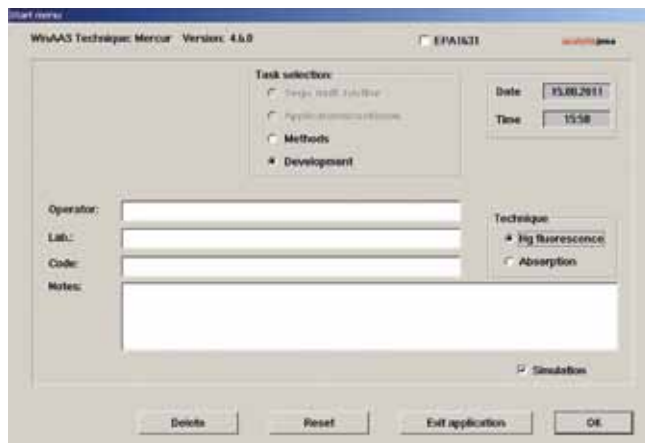 Start menu
WinAAS Technique: Mercur Version: 4.6.0
EPA1631
analytikjena
Task selection:
Methods
Development
Date 15.08.2011
Time 15:58
Operator:
Lab.:
Code:
Notes:
Technique
Hg fluorescence
Absorption
Simulation
Delete Reset Exit application OK